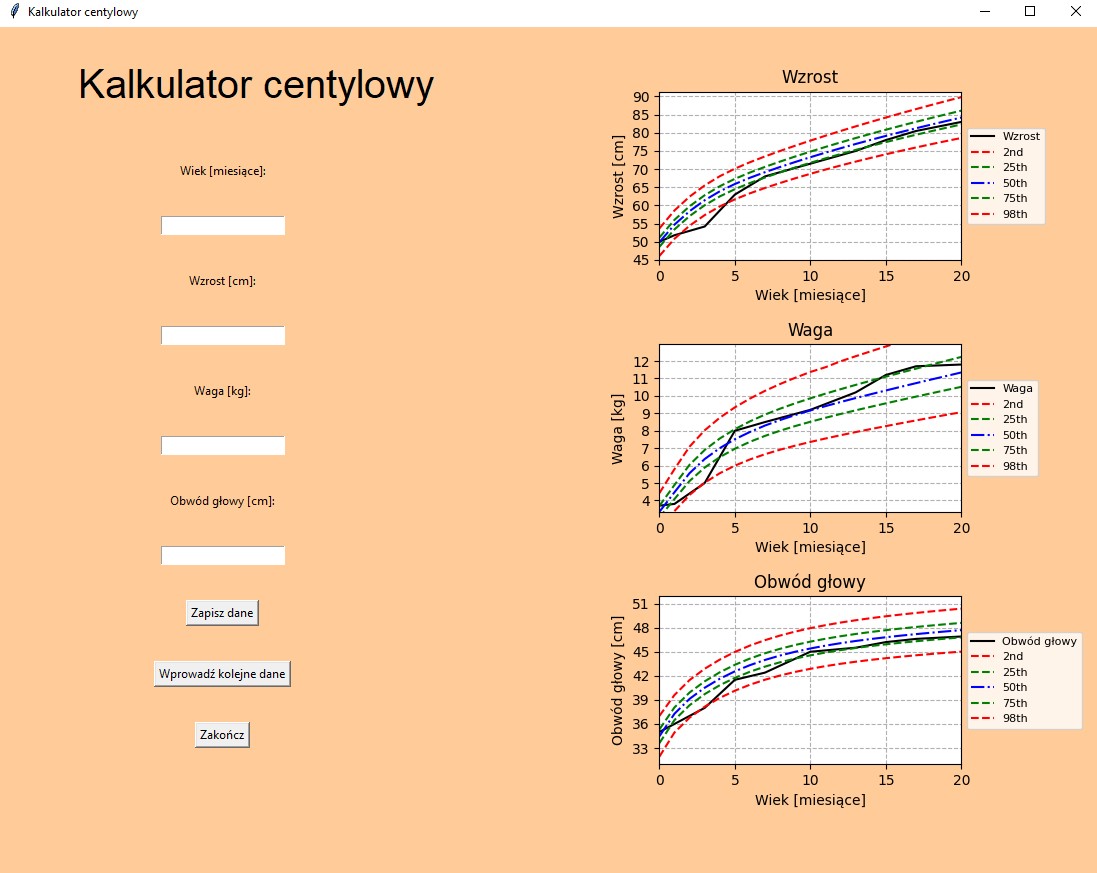 Kalkulator centylowy
Kalkulator centylowy
Wiek [miesiące]:
Wzrost [cm]:
Waga [kg]:
Obwód głowy [cm]:
Zapisz dane
Wprowadź kolejne dane
Zakończ
Wzrost
90
85
80
75
70
65
60
55
50
45
Wzrost [cm]
0 5 10 15 20
Wiek [miesiące]
Wzrost
2nd
25th
50th
75th
98th
Waga
12
11
10
9
8
7
6
5
4
Waga [kg]
0 5 10 15 20
Wiek [miesiące]
Waga
2nd
25th
50th
75th
98th
Obwód głowy
51
48
45
42
39
36
33
Obwód głowy [cm]
0 5 10 15 20
Wiek [miesiące]
Obwód głowy
2nd
25th
50th
75th
98th